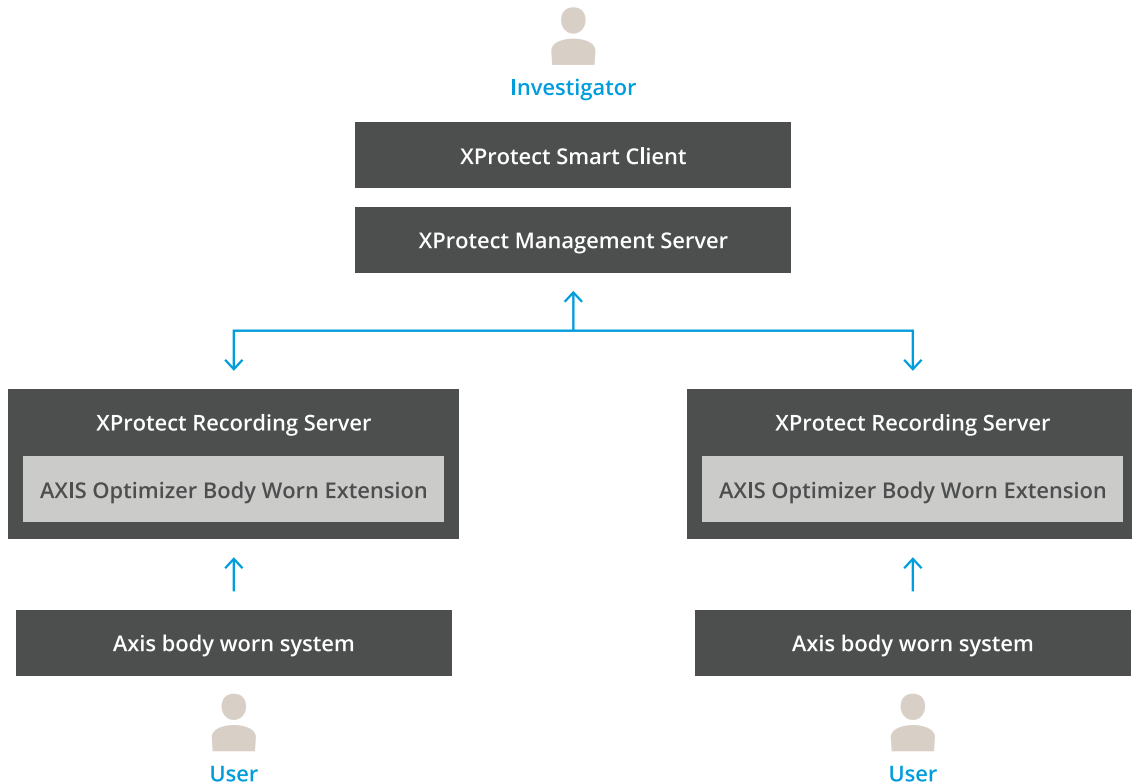 Investigator
XProtect Smart Client
XProtect Management Server
XProtect Recording Server
AXIS Optimizer Body Worn Extension
XProtect Recording Server
AXIS Optimizer Body Worn Extension
Axis body worn system
Axis body worn system
User
User